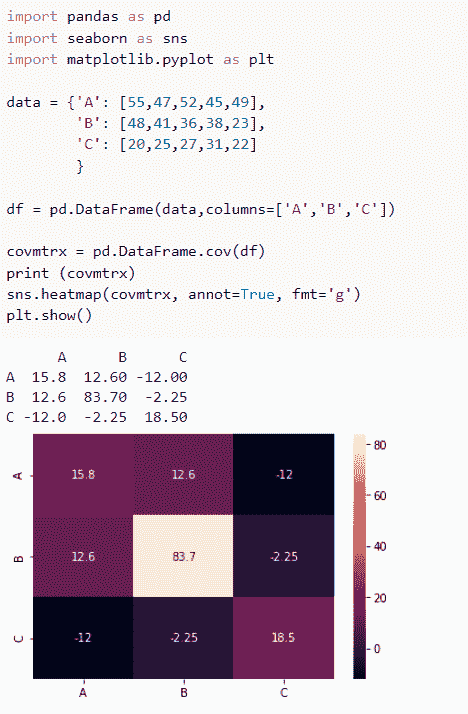 import pandas as pd
import seaborn as sns
import matplotlib.pyplot as plt
data = {'A': [55,47,52,45,49],
'B': [48,41,36,38,23],
'C': [20,25,27,31,22]
}
df = pd.DataFrame(data,columns=['A','B','C'])
covmtrx = pd.DataFrame.cov(df)
print (covmtrx)
sns.heatmap(covmtrx, annot=True, fmt='g')
plt.show()
A B C
A 15.8 12.60 -12.00
B 12.6 83.70 -2.25
C -12.0 -2.25 18.50
A 15.8 12.6 -12
B 12.6 83.7 -2.25
C -12 -2.25 18.5
A B C
80
60
40
20
0